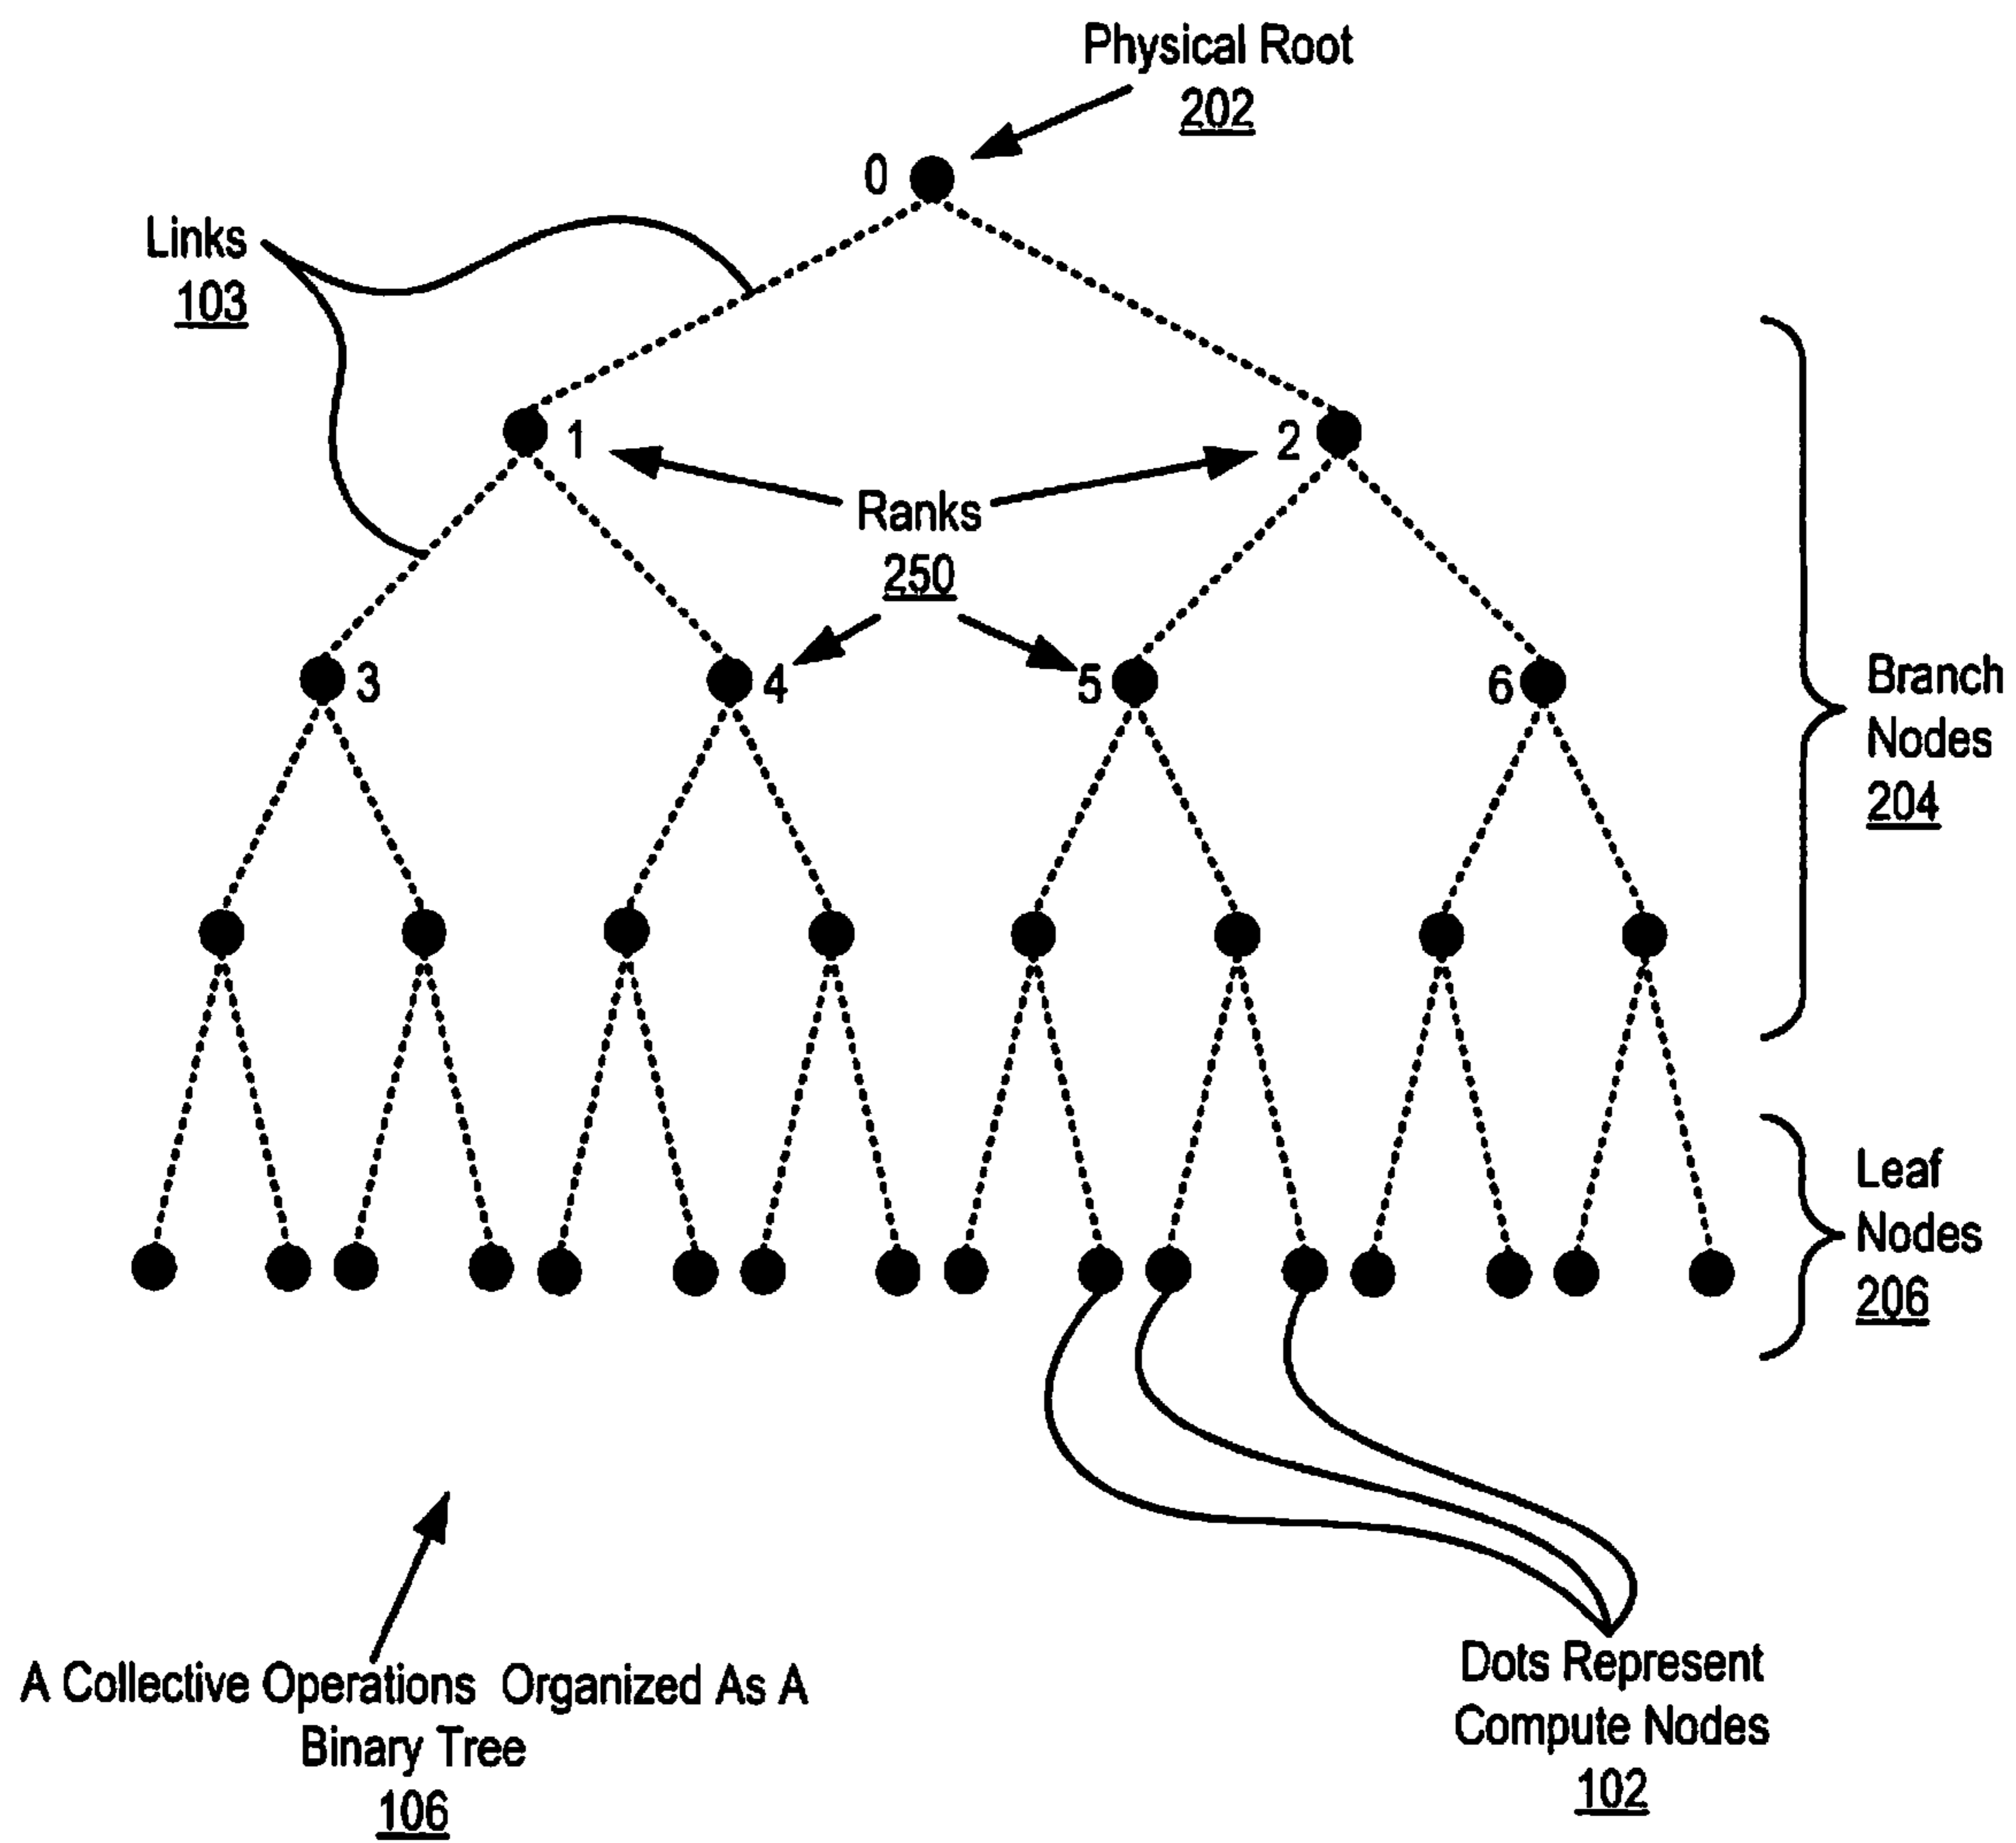 Physical Root
202
0
Links
103
1
2
Ranks
250
3
4
5
6
Branch
Nodes
204
Leaf
Nodes
206
A Collective Operations Organized As A
Binary Tree
106
Dots Represent
Compute Nodes
102